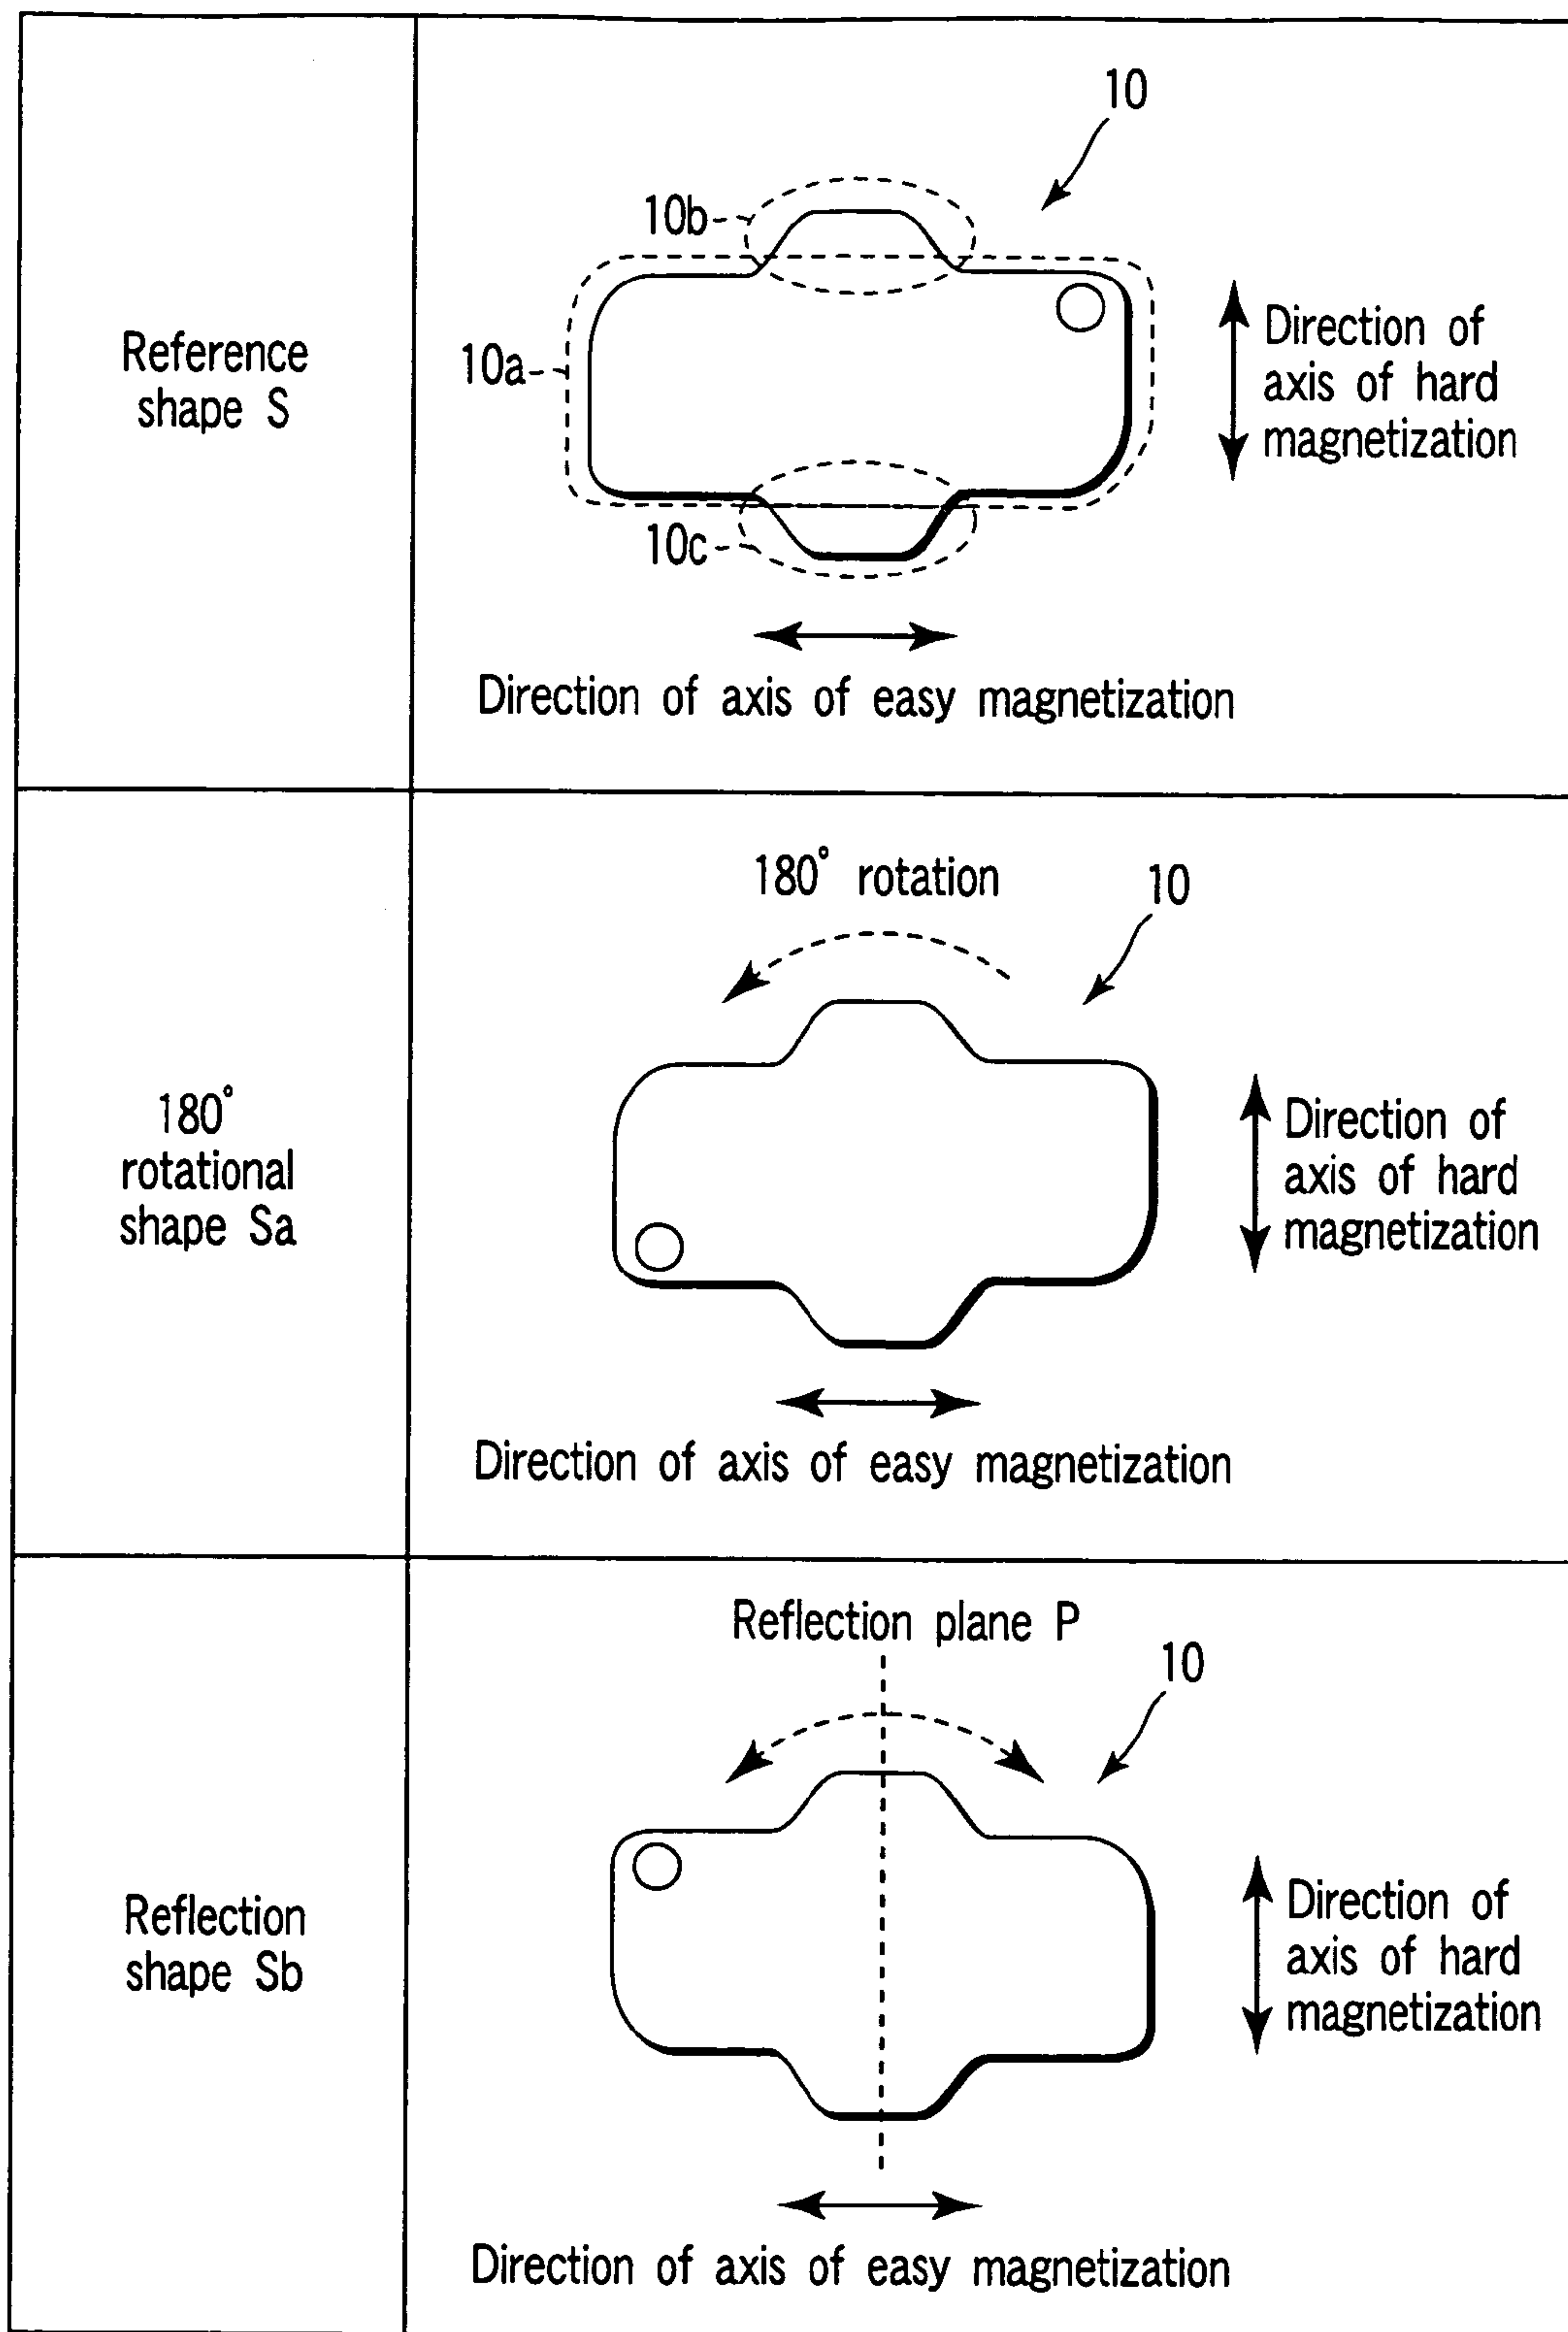 10
10b
Reference
shape S
10a
Direction of
axis of hard
magnetization
10c
Direction of axis of easy magnetization
180° rotation
10
180°
rotational
shape Sa
Direction of
axis of hard
magnetization
Direction of axis of easy magnetization
Reflection plane P
10
Reflection
shape Sb
Direction of
axis of hard
magnetization
Direction of axis of easy magnetization